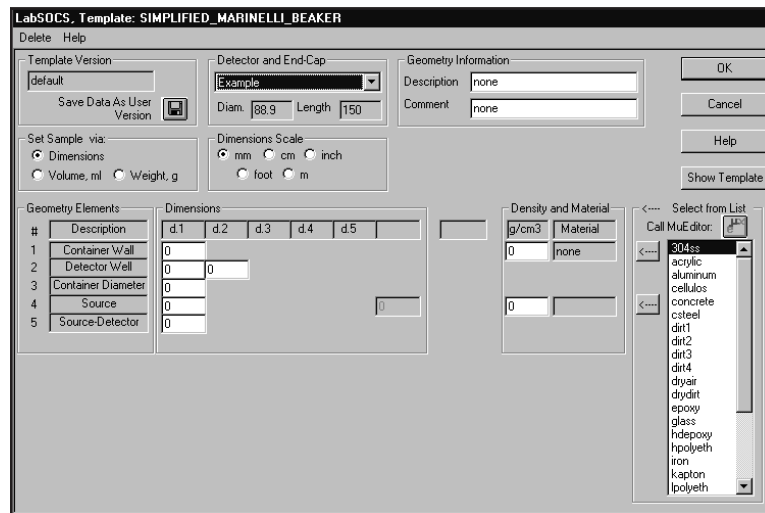 LabSOCS, Template: SIMPLIFIED_MARINELLI_BEAKER
Delete Help
Template Version
default
Save Data As User
Version
Detector and End-Cap
Example
Diam. 88.9 Length 150
Geometry Information
Description none
Comment none
OK
Cancel
Help
Show Template
Set Sample via:
Dimensions
Volume, ml Weight, g
Dimensions Scale
mm cm inch
foot m
Geometry Elements
# Description
1 Container Wall
2 Detector Well
3 Container Diameter
4 Source
5 Source-Detector
Dimensions
d.1 d.2 d.3 d.4 d.5
0
0 0
0
0 0
0
Density and Material
g/cm3 Material
0 none
0
<---- Select from List
Call MuEditor:
<----
<----
304ss
acrylic
aluminum
cellulos
concrete
csteel
dirt1
dirt2
dirt3
dirt4
dryair
drydirt
epoxy
glass
hdepoxy
hpolyeth
iron
kapton
lpolyeth